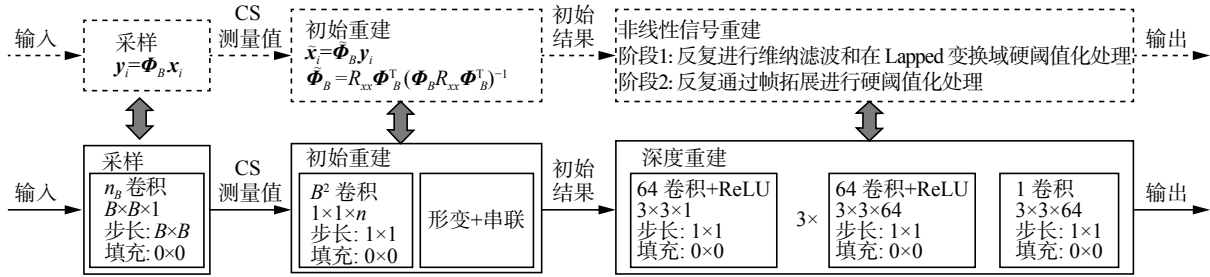 输入
采样
yᵢ=Φ_B xᵢ
CS
测量值
初始重建
x̃ᵢ=Φ̃_B yᵢ
Φ̃_B=Rₓₓ Φ_B^T (Φ_B Rₓₓ Φ_B^T)⁻¹
初始
结果
非线性信号重建
阶段1: 反复进行维纳滤波和在 Lapped 变换域硬阈值化处理
阶段2: 反复通过帧拓展进行硬阈值化处理
输出
输入
采样
n_B 卷积
B×B×1
步长: B×B
填充: 0×0
CS
测量值
初始重建
B² 卷积
1×1×n
步长: 1×1
填充: 0×0
形变+串联
初始
结果
深度重建
64 卷积+ReLU
3×3×1
步长: 1×1
填充: 0×0
3×
64 卷积+ReLU
3×3×64
步长: 1×1
填充: 0×0
1 卷积
3×3×64
步长: 1×1
填充: 0×0
输出